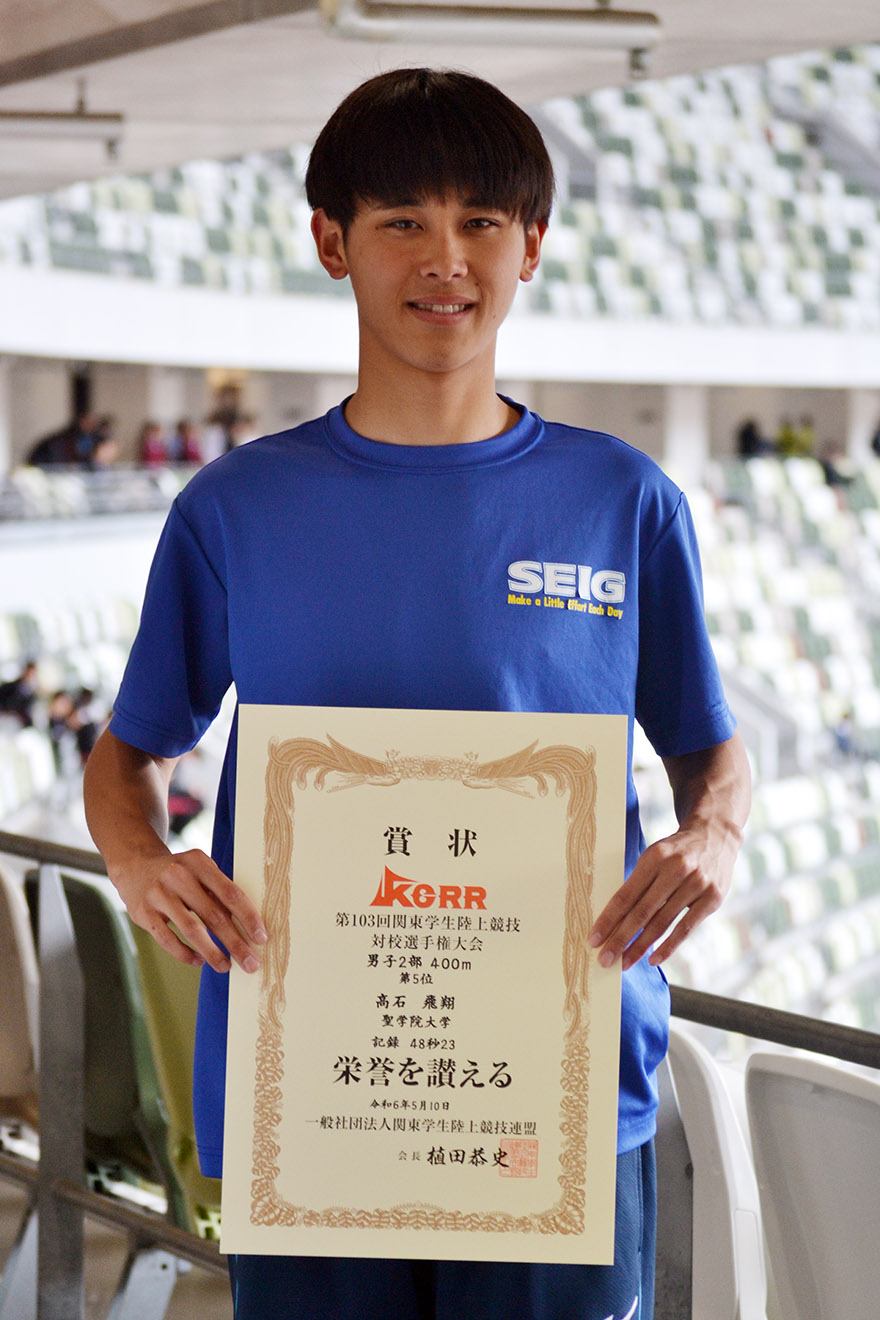 SEIG
Make a Little Effort Each Day
賞 状
KGRR
第103回関東学生陸上競技
対校選手権大会
男子2部 400m
第5位
高石 飛翔
聖学院大学
記録 48秒23
栄誉を讃える
令和6年5月10日
一般社団法人関東学生陸上競技連盟
会長 植田恭史